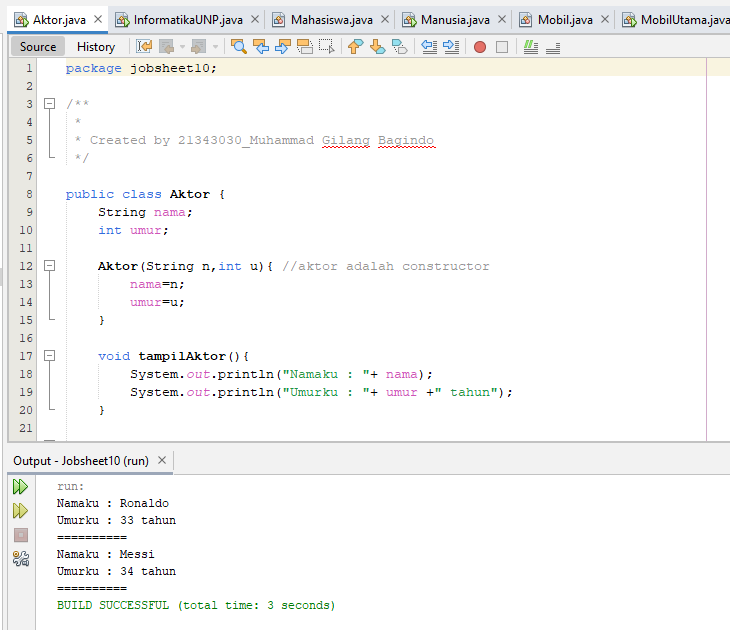 Aktor.java InformatikaUNP.java Mahasiswa.java Manusia.java Mobil.java MobilUtama.java
Source History
1 package jobsheet10;
2
3 /**
4 *
5 * Created by 21343030_Muhammad Gilang Bagindo
6 */
7
8 public class Aktor {
9 String nama;
10 int umur;
11
12 Aktor(String n,int u){ //aktor adalah constructor
13 nama=n;
14 umur=u;
15 }
16
17 void tampilAktor(){
18 System.out.println("Namaku : "+ nama);
19 System.out.println("Umurku : "+ umur +" tahun");
20 }
21
Output - Jobsheet10 (run)
run:
Namaku : Ronaldo
Umurku : 33 tahun
==========
Namaku : Messi
Umurku : 34 tahun
==========
BUILD SUCCESSFUL (total time: 3 seconds)